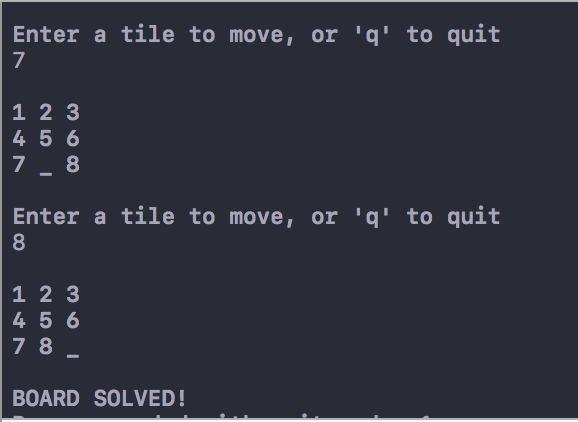 Enter a tile to move, or 'q' to quit
7
1 2 3
4 5 6
7 _ 8
Enter a tile to move, or 'q' to quit
8
1 2 3
4 5 6
7 8 _
BOARD SOLVED!